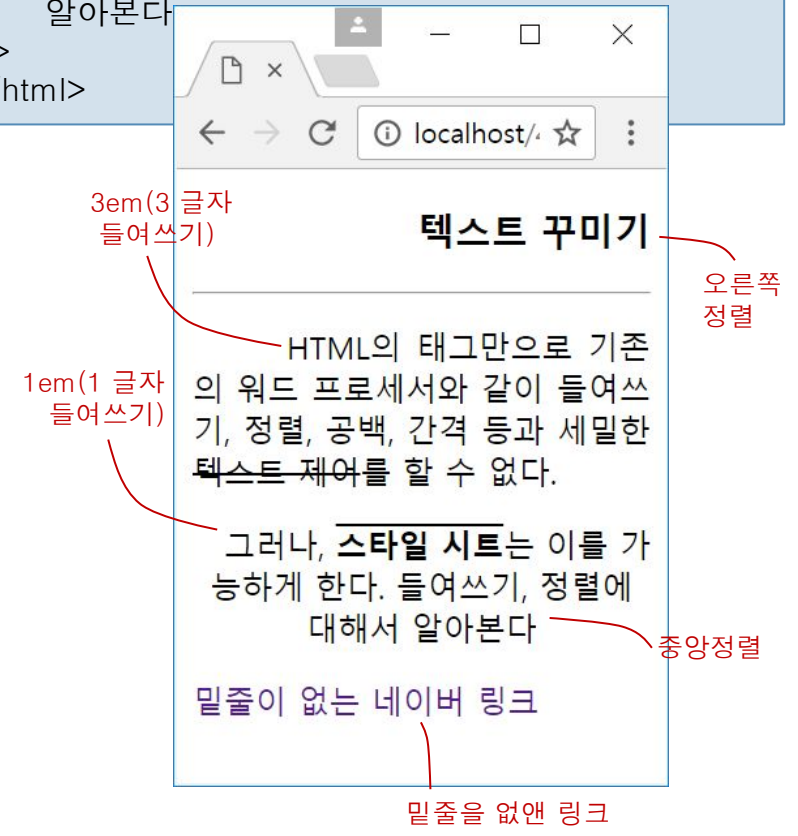 알아본다
>
html>
localhost/
3em(3 글자
들여쓰기)
텍스트 꾸미기
오른쪽
정렬
HTML의 태그만으로 기존
의 워드 프로세서와 같이 들여쓰
기, 정렬, 공백, 간격 등과 세밀한
텍스트 제어를 할 수 없다.
1em(1 글자
들여쓰기)
그러나, 스타일 시트는 이를 가
능하게 한다. 들여쓰기, 정렬에
대해서 알아본다
중앙정렬
밑줄이 없는 네이버 링크
밑줄을 없앤 링크